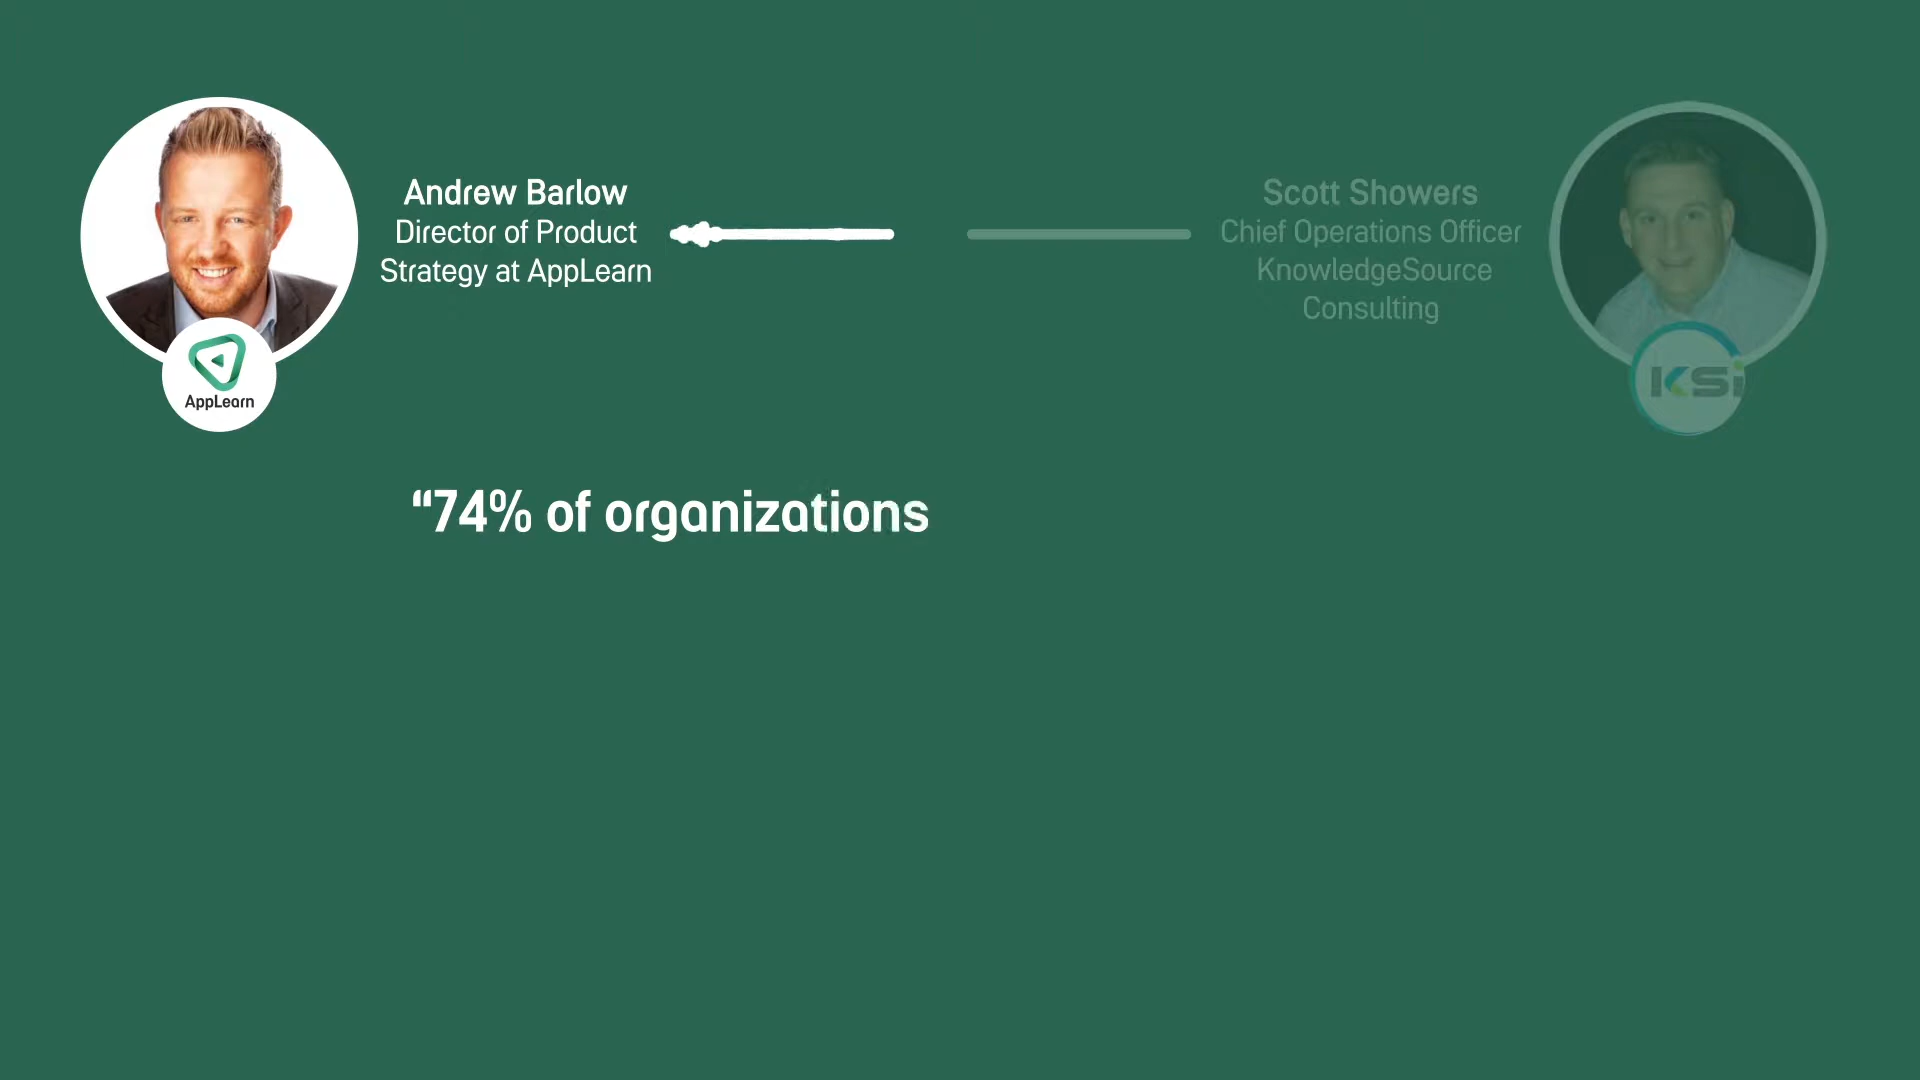 Andrew Barlow
Director of Product
Strategy at AppLearn
AppLearn
Scott Showers
Chief Operations Officer
KnowledgeSource
Consulting
KSi
“74% of organizations